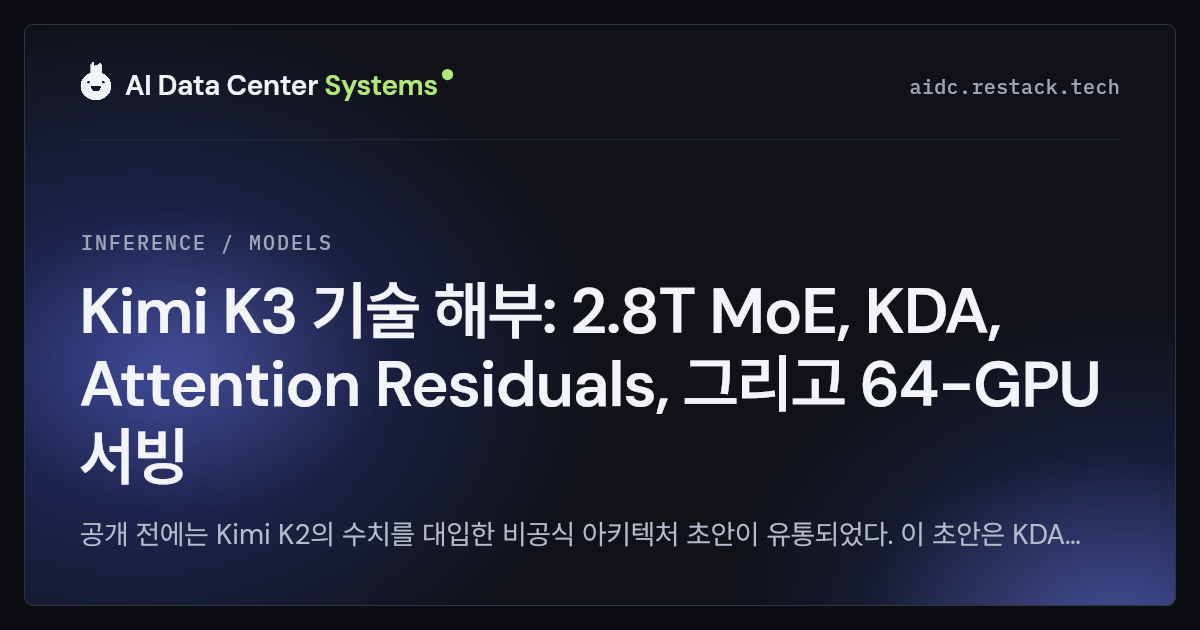 AI Data Center Systems
aidc.restack.tech
INFERENCE / MODELS
Kimi K3 기술 해부: 2.8T MoE, KDA,
Attention Residuals, 그리고 64-GPU
서빙
공개 전에는 Kimi K2의 수치를 대입한 비공식 아키텍처 초안이 유통되었다. 이 초안은 KDA...